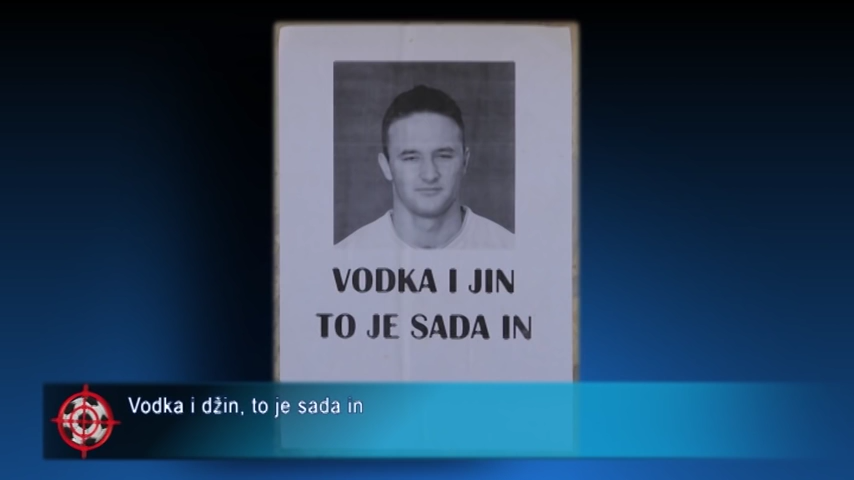 VODKA I JIN
TO JE SADA IN
Vodka i džin, to je sada in